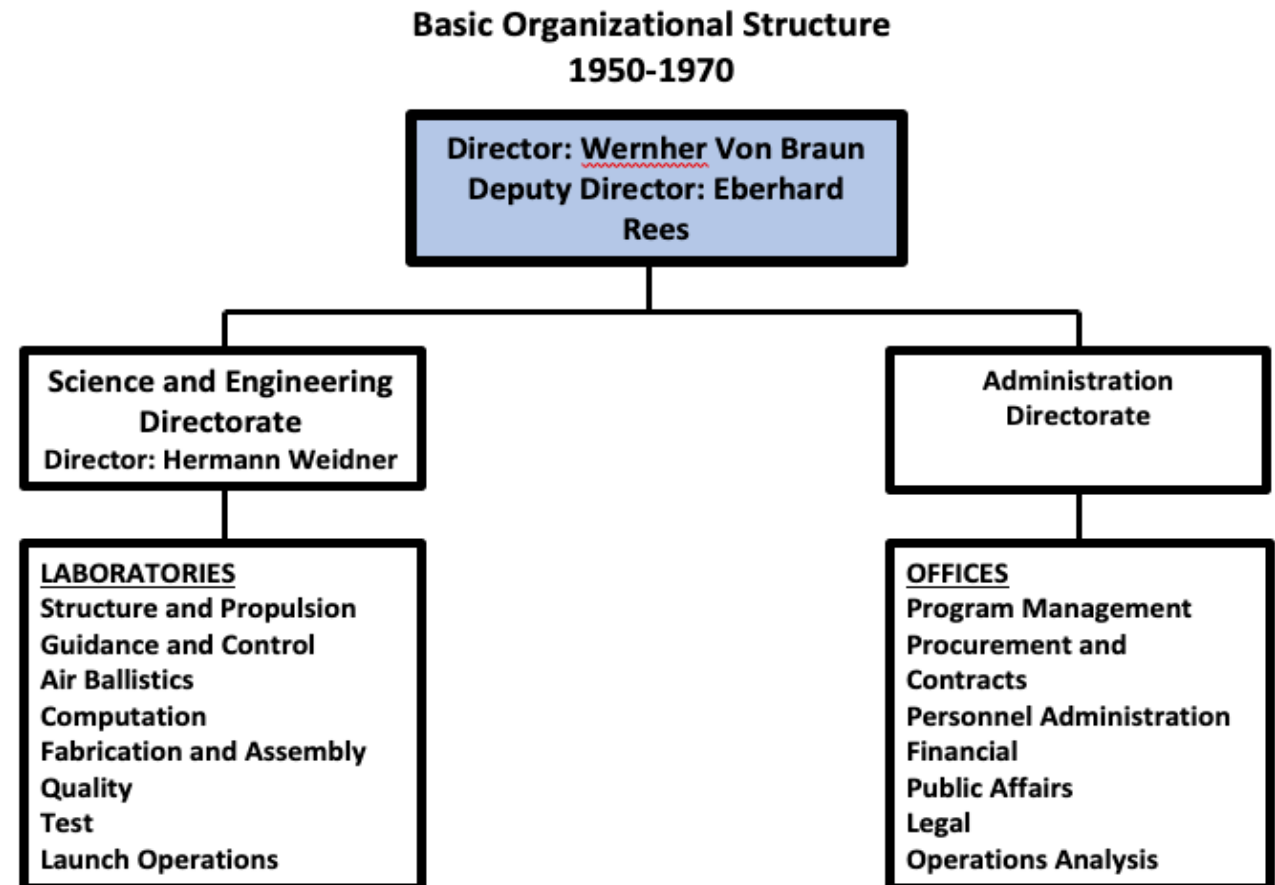 Basic Organizational Structure
1950-1970
Director: Wernher Von Braun
Deputy Director: Eberhard
Rees
Science and Engineering
Directorate
Director: Hermann Weidner
Administration
Directorate
LABORATORIES
Structure and Propulsion
Guidance and Control
Air Ballistics
Computation
Fabrication and Assembly
Quality
Test
Launch Operations
OFFICES
Program Management
Procurement and
Contracts
Personnel Administration
Financial
Public Affairs
Legal
Operations Analysis